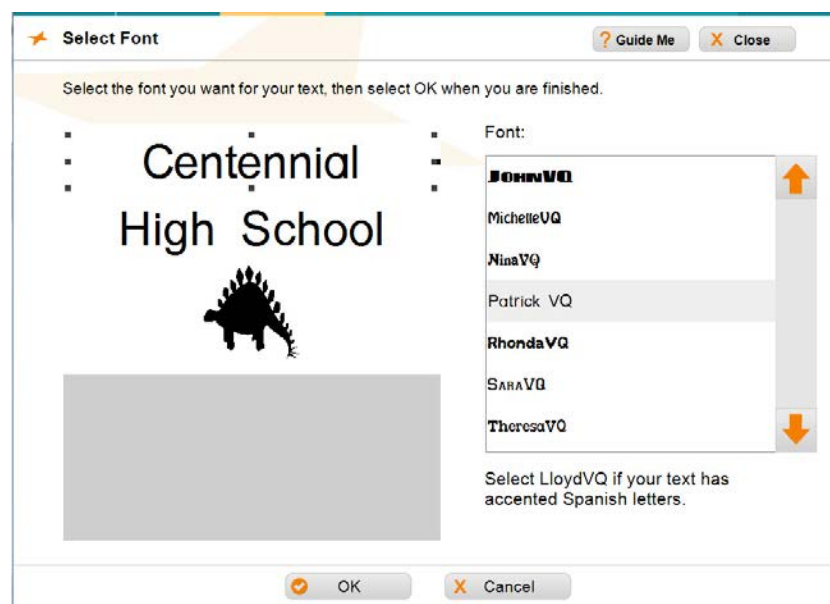 Select Font
Guide Me
Close
Select the font you want for your text, then select OK when you are finished.
Centennial
High School
Font:
JohnVQ
MichelleVQ
NinaVQ
Patrick VQ
RhondaVQ
SaraVQ
TheresaVQ
Select LloydVQ if your text has
accented Spanish letters.
OK
Cancel